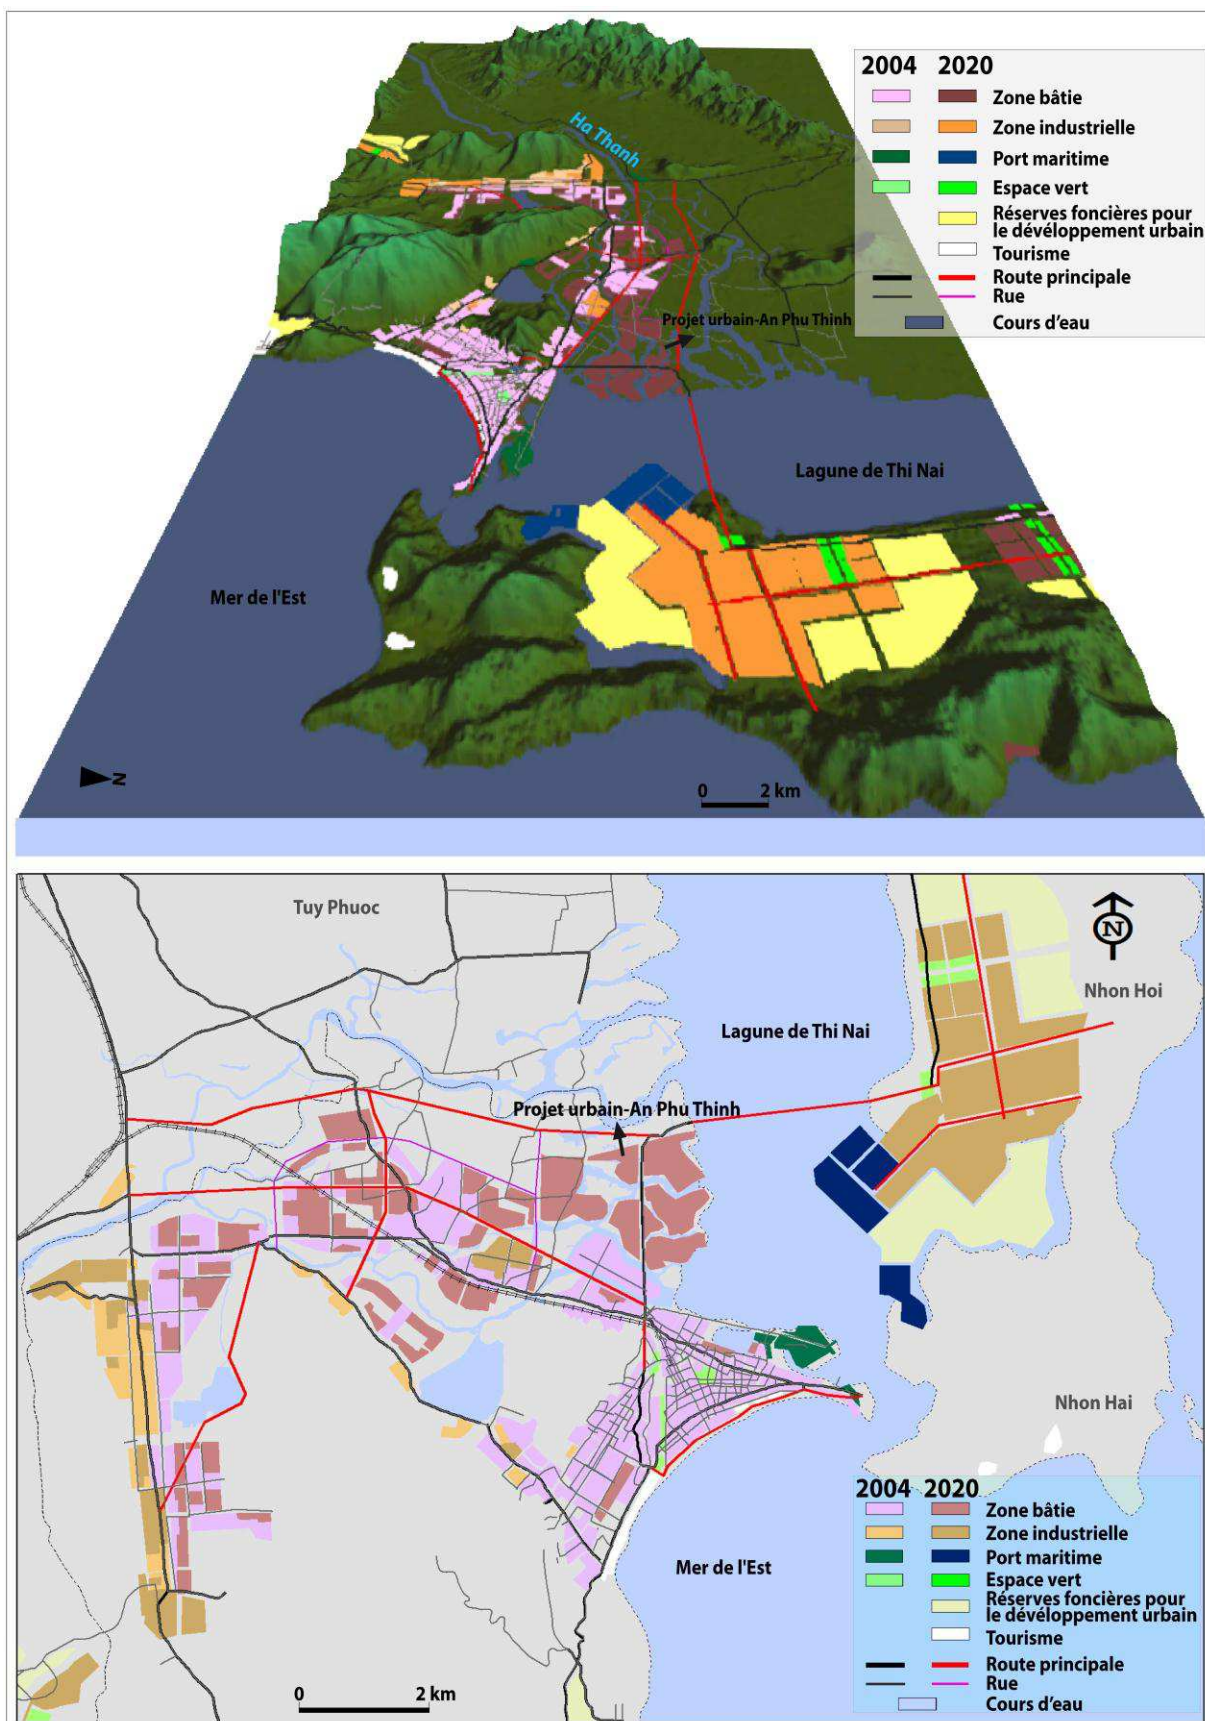 2004 2020
Zone bâtie
Zone industrielle
Port maritime
Espace vert
Réserves foncières pour
le dévéloppement urbain
Tourisme
Route principale
Rue
Cours d'eau
Ha Thanh
Projet urbain-An Phu Thinh
Lagune de Thi Nai
Mer de l'Est
N
0 2 km
Tuy Phuoc
N
Nhon Hoi
Lagune de Thi Nai
Projet urbain-An Phu Thinh
Nhon Hai
Mer de l'Est
2004 2020
Zone bâtie
Zone industrielle
Port maritime
Espace vert
Réserves foncières pour
le dévéloppement urbain
Tourisme
Route principale
Rue
Cours d'eau
0 2 km